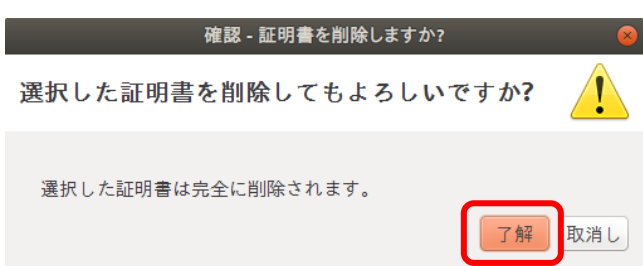 確認 - 証明書を削除しますか?
選択した証明書を削除してもよろしいですか?
選択した証明書は完全に削除されます。
了解 取消し